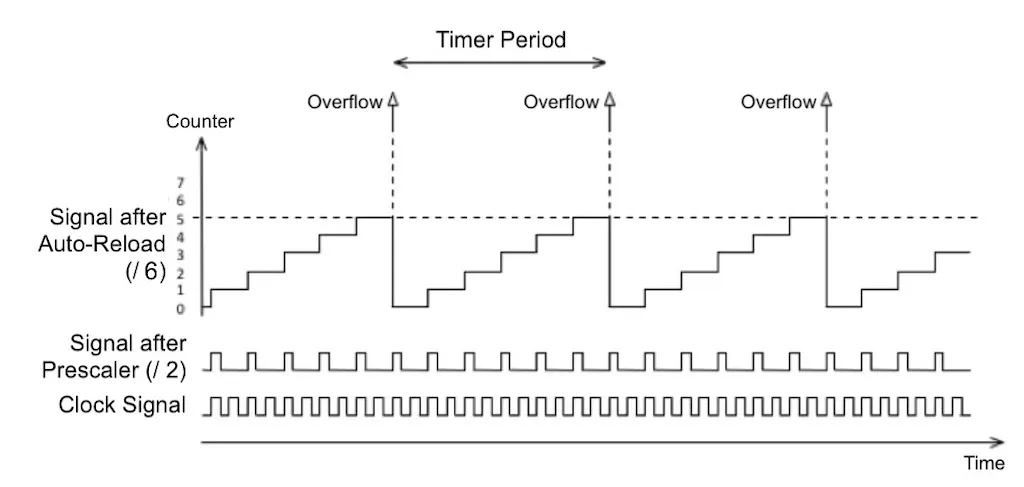 Timer Period
Overflow
Overflow
Overflow
Counter
7
6
Signal after
5
Auto-Reload
4
3
(/ 6)
2
1
0
Signal after
Prescaler (/ 2)
Clock Signal
Time